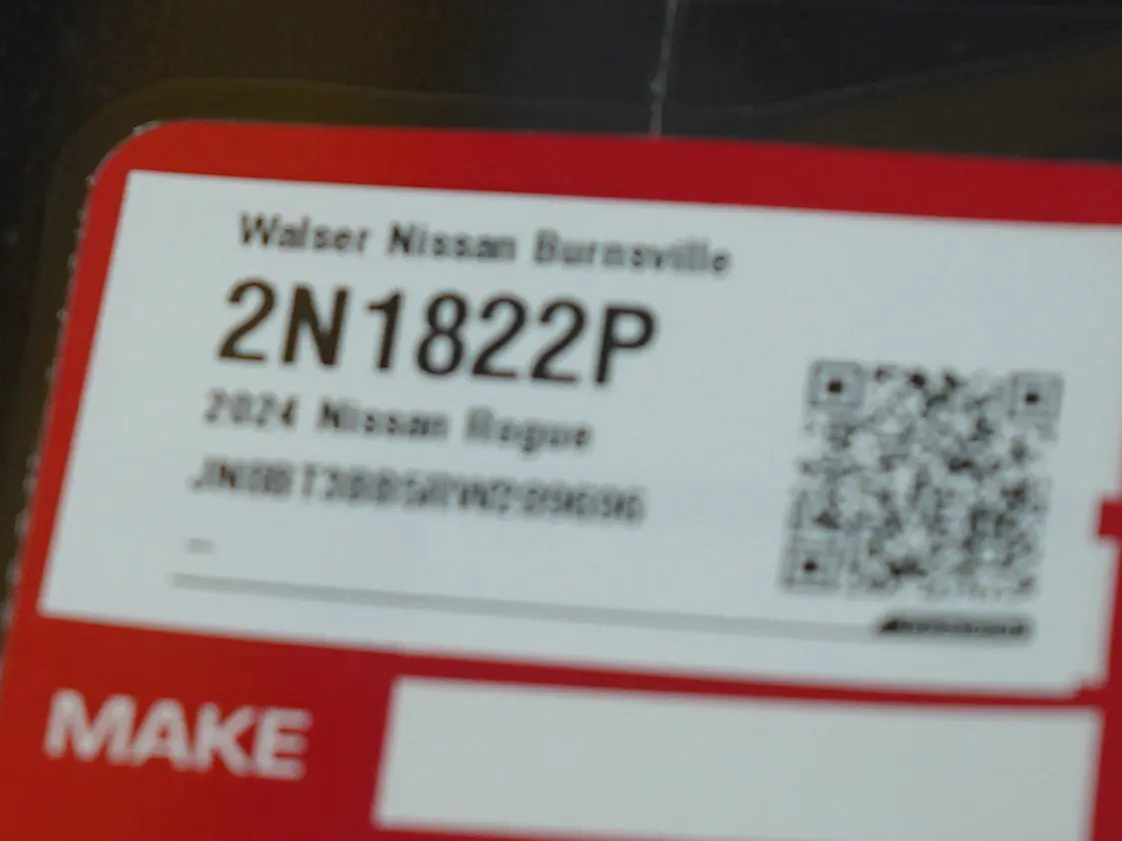 Walser Nissan Burnsville
2N1822P
2024 Nissan Rogue
MAKE